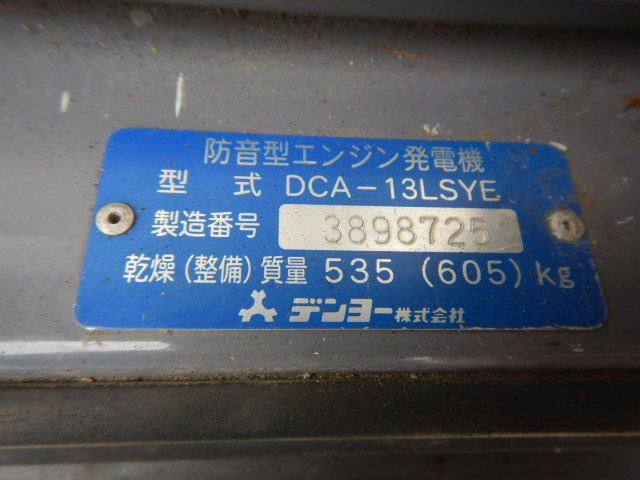 防音型エンジン発電機
型 式 DCA-13LSYE
製造番号 3898725
乾燥(整備)質量 535 (605) kg
デンヨー株式会社